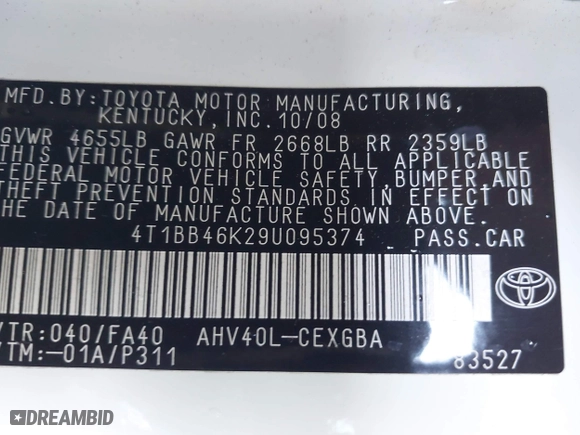 MFD. BY: TOYOTA MOTOR MANUFACTURING,
KENTUCKY, INC. 10/08
GVWR 4655LB GAWR FR 2668LB RR 2359LB
THIS VEHICLE CONFORMS TO ALL APPLICABLE
FEDERAL MOTOR VEHICLE SAFETY, BUMPER, AND
THEFT PREVENTION STANDARDS IN EFFECT ON
THE DATE OF MANUFACTURE SHOWN ABOVE.
4T1BB46K29U095374 PASS.CAR
/TR:040/FA40 AHV40L-CEXGBA
/TM:-01A/P311 83527
TOYOTA
DREAMBID